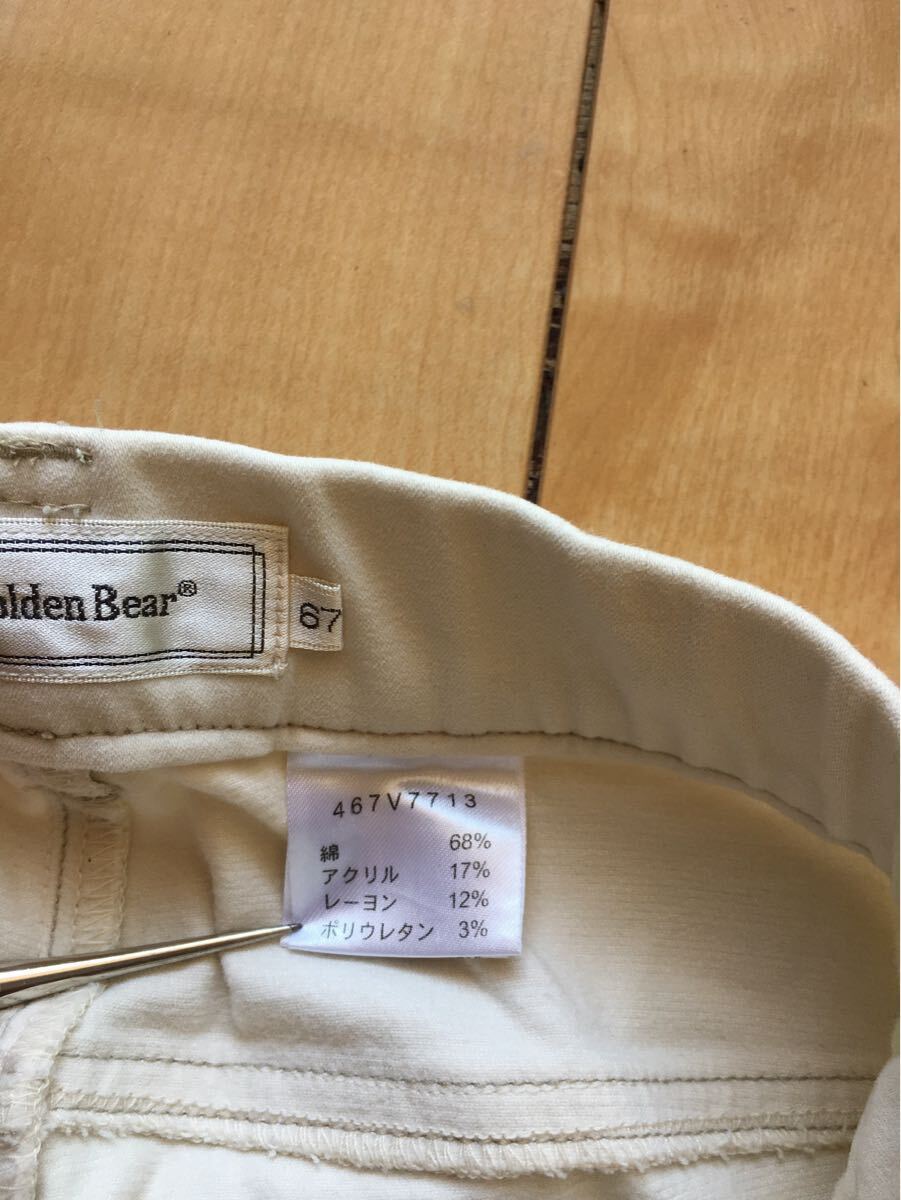 olden Bear®
67
467V7713
綿 68%
アクリル 17%
レーヨン 12%
ポリウレタン 3%